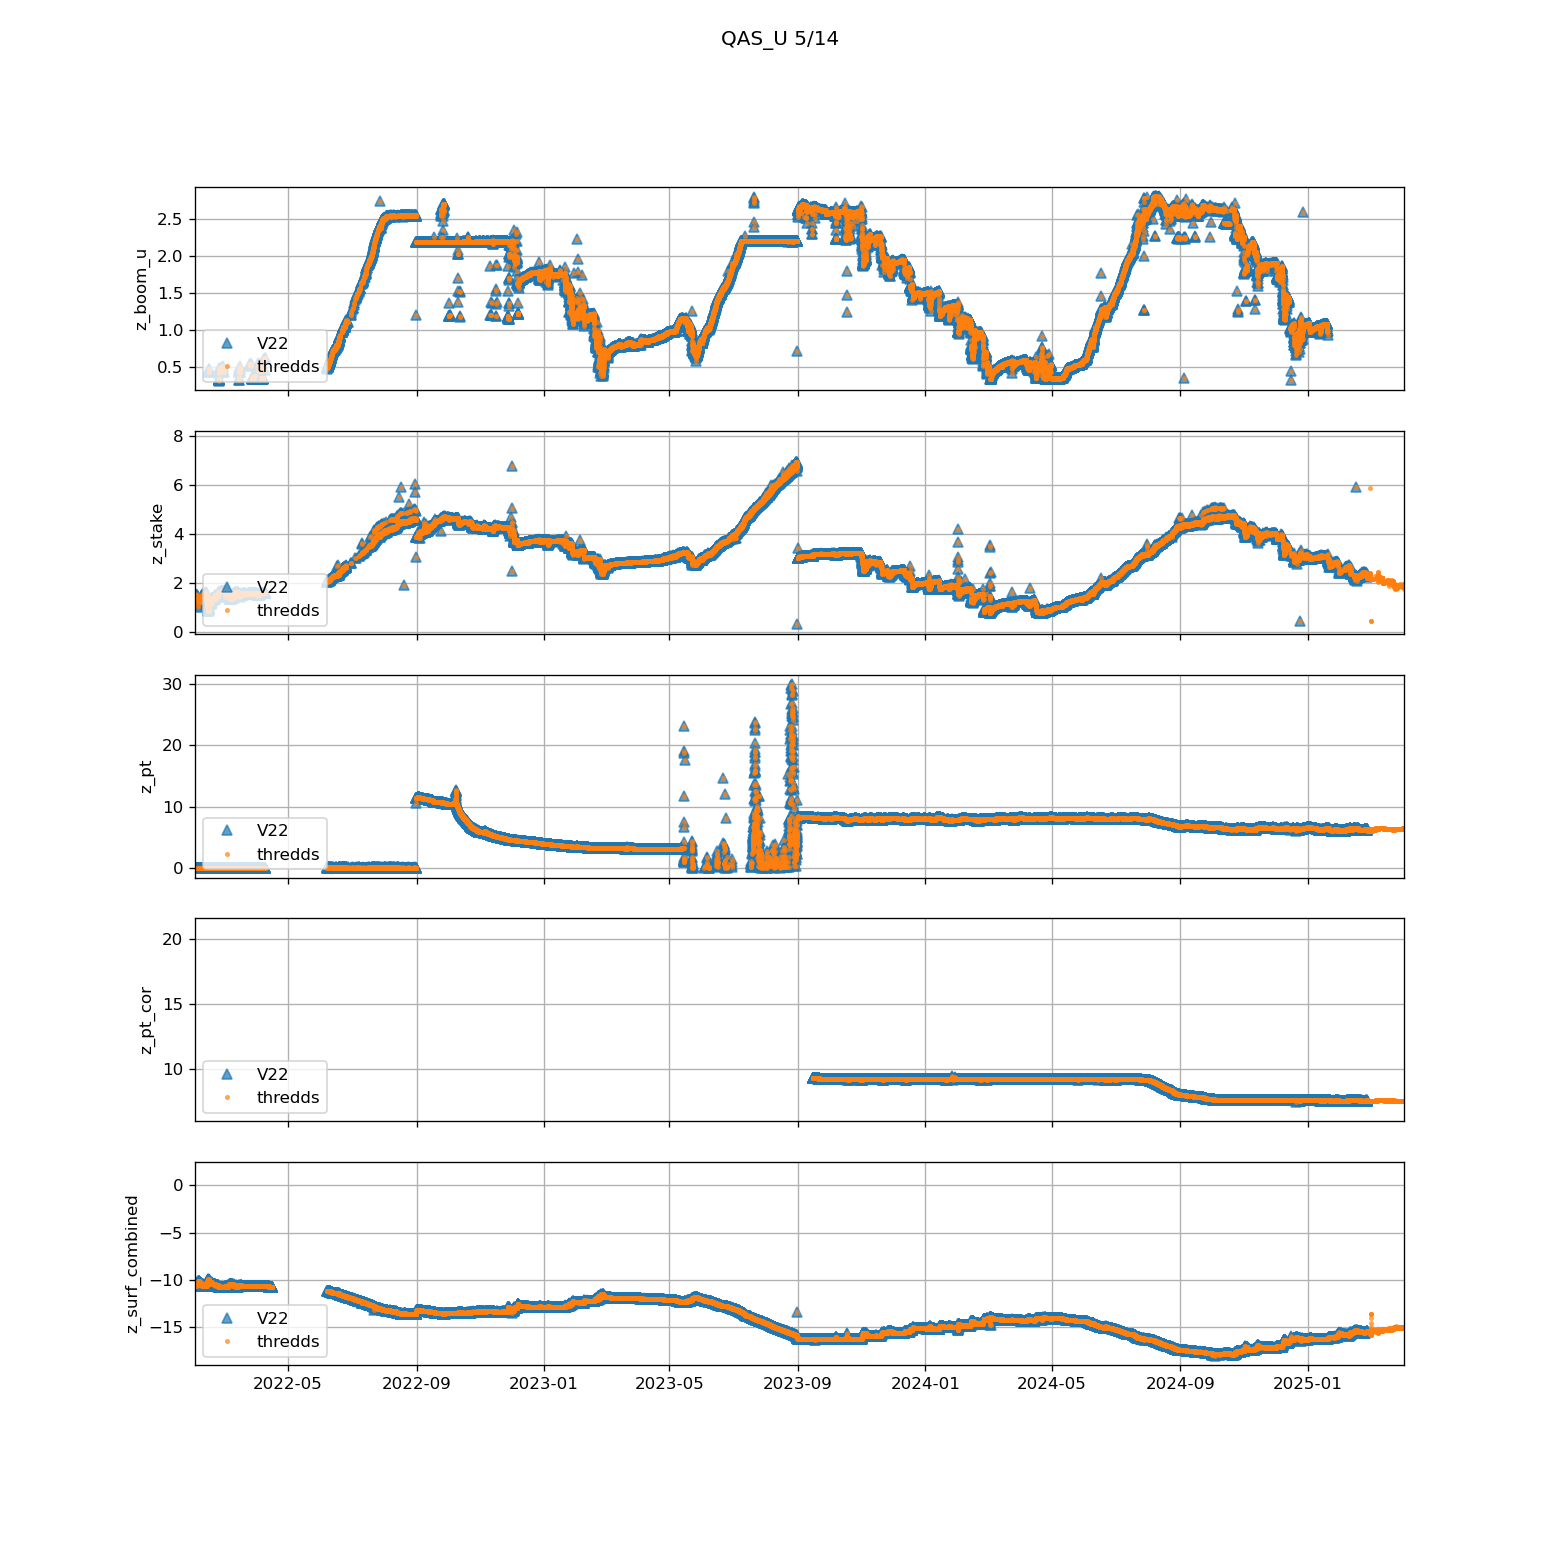 QAS_U 5/14
z_boom_u
2.5
2.0
1.5
1.0
0.5
V22
thredds
z_stake
8
6
4
2
0
V22
thredds
z_pt
30
20
10
0
V22
thredds
z_pt_cor
20
15
10
V22
thredds
z_surf_combined
0
−5
−10
−15
V22
thredds
2022-05 2022-09 2023-01 2023-05 2023-09 2024-01 2024-05 2024-09 2025-01